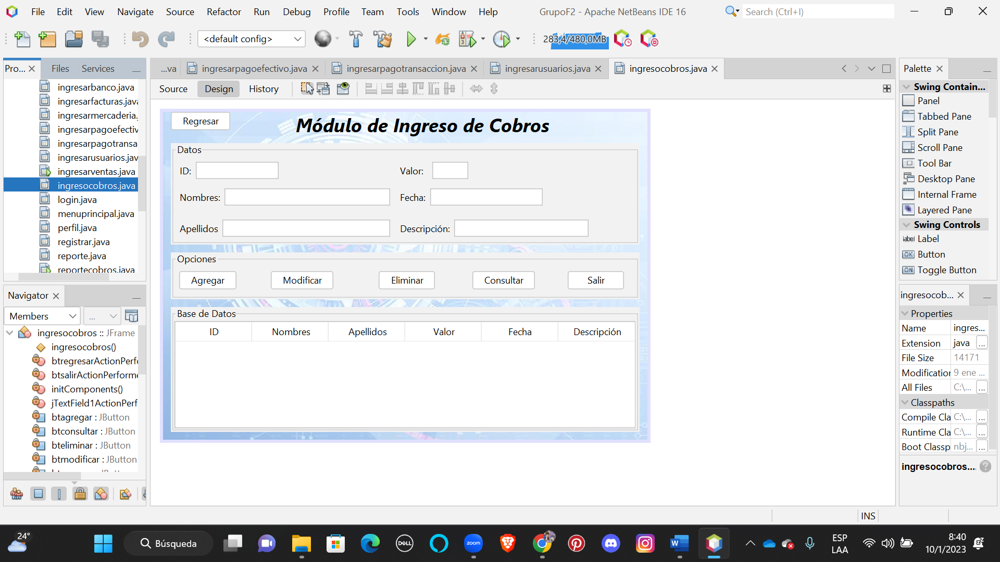 File Edit View Navigate Source Refactor Run Debug Profile Team Tools Window Help
GrupoF2 - Apache NetBeans IDE 16
Search (Ctrl+I)
<default config>
283,4/480,0MB
Pro... Files Services
...va ingresarpagoefectivo.java ingresarpagotransaccion.java ingresarusuarios.java ingresocobros.java
Source Design History
ingresarbanco.java
ingresarfacturas.java
ingresarmercaderia.
ingresarpagoefectiv
ingresarpagotransa
ingresarusuarios.jav
ingresarventas.java
ingresocobros.java
login.java
menuprincipal.java
perfil.java
registrar.java
reporte.java
reportecobros.java
Navigator
Members
...
ingresocobros :: JFrame
ingresocobros()
btregresarActionPerfo
btsalirActionPerforme
initComponents()
jTextField1ActionPerf
btagregar : JButton
btconsultar : JButton
bteliminar : JButton
btmodificar : JButton
Regresar
Módulo de Ingreso de Cobros
Datos
ID: Valor:
Nombres: Fecha:
Apellidos Descripción:
Opciones
Agregar Modificar Eliminar Consultar Salir
Base de Datos
ID Nombres Apellidos Valor Fecha Descripción
Palette
Swing Contain...
Panel
Tabbed Pane
Split Pane
Scroll Pane
Tool Bar
Desktop Pane
Internal Frame
Layered Pane
Swing Controls
label Label
OK Button
ON Toggle Button
ingresocob...
Properties
Name ingres...
Extension java ...
File Size 14171
Modification 9 ene ...
All Files C:\... ...
Classpaths
Compile Cla C:\... ...
Runtime Cla C:\... ...
Boot Classp nbj... ...
ingresocobros....
INS
24°
Búsqueda
DELL
zoom
ESP
LAA
8:40
10/1/2023